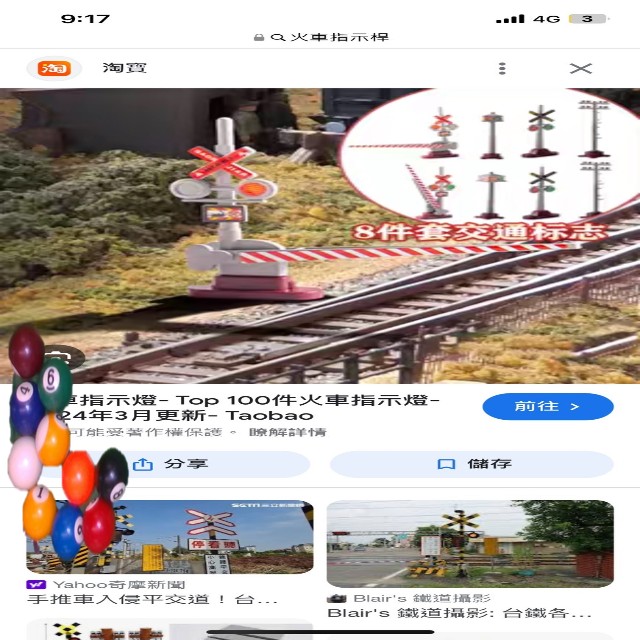 9:17
4G 3
火車指示桿
淘 淘寶
8件套交通标志
車指示燈- Top 100件火車指示燈-
24年3月更新- Taobao
可能受著作權保護。 瞭解詳情
前往 >
分享
儲存
停看聽
Yahoo奇摩新聞
手推車入侵平交道！台...
Blair's 鐵道攝影
Blair's 鐵道攝影: 台鐵各...
4
6
1
8